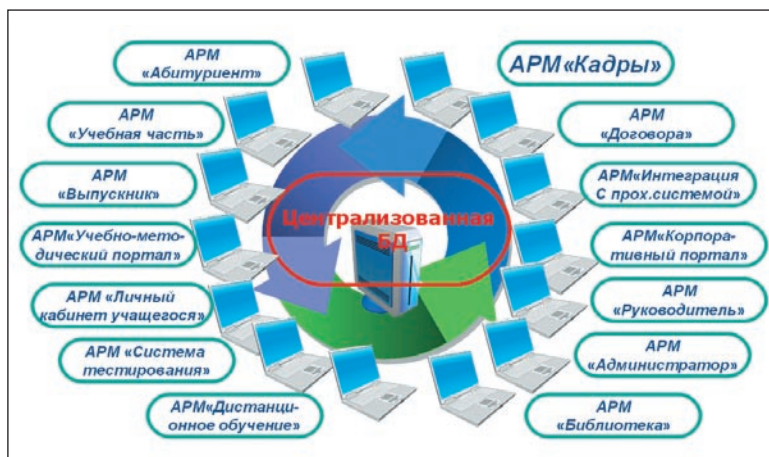 АРМ
«Абитуриент»
АРМ «Кадры»
АРМ
«Учебная часть»
АРМ
«Договора»
АРМ
«Выпускник»
АРМ«Интеграция
С прох.системой»
Централизованная
БД
АРМ«Учебно-мето-
дический портал»
АРМ«Корпора-
тивный портал»
АРМ «Личный
кабинет учащегося»
АРМ
«Руководитель»
АРМ «Система
тестирования»
АРМ
«Администратор»
АРМ«Дистанци-
онное обучение»
АРМ
«Библиотека»